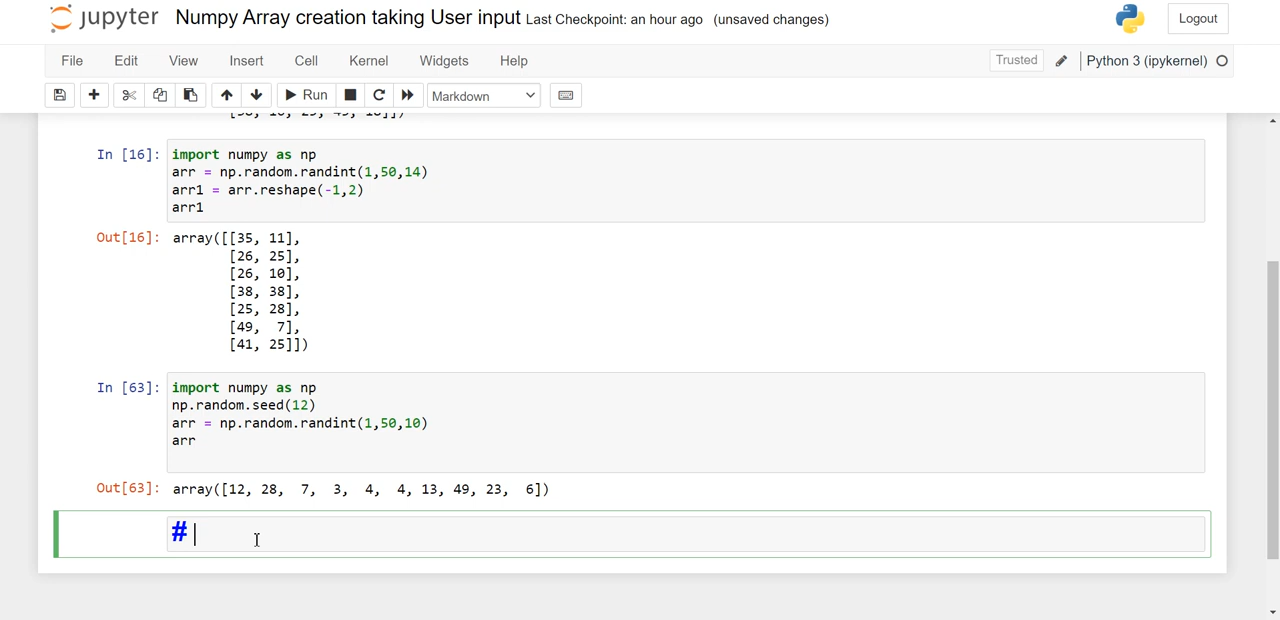 jupyter Numpy Array creation taking User input Last Checkpoint: an hour ago (unsaved changes) Logout
File Edit View Insert Cell Kernel Widgets Help Trusted Python 3 (ipykernel)
Run Markdown
In [16]: import numpy as np
arr = np.random.randint(1,50,14)
arr1 = arr.reshape(-1,2)
arr1
Out[16]: array([[35, 11],
[26, 25],
[26, 10],
[38, 38],
[25, 28],
[49, 7],
[41, 25]])
In [63]: import numpy as np
np.random.seed(12)
arr = np.random.randint(1,50,10)
arr
Out[63]: array([12, 28, 7, 3, 4, 4, 13, 49, 23, 6])
#